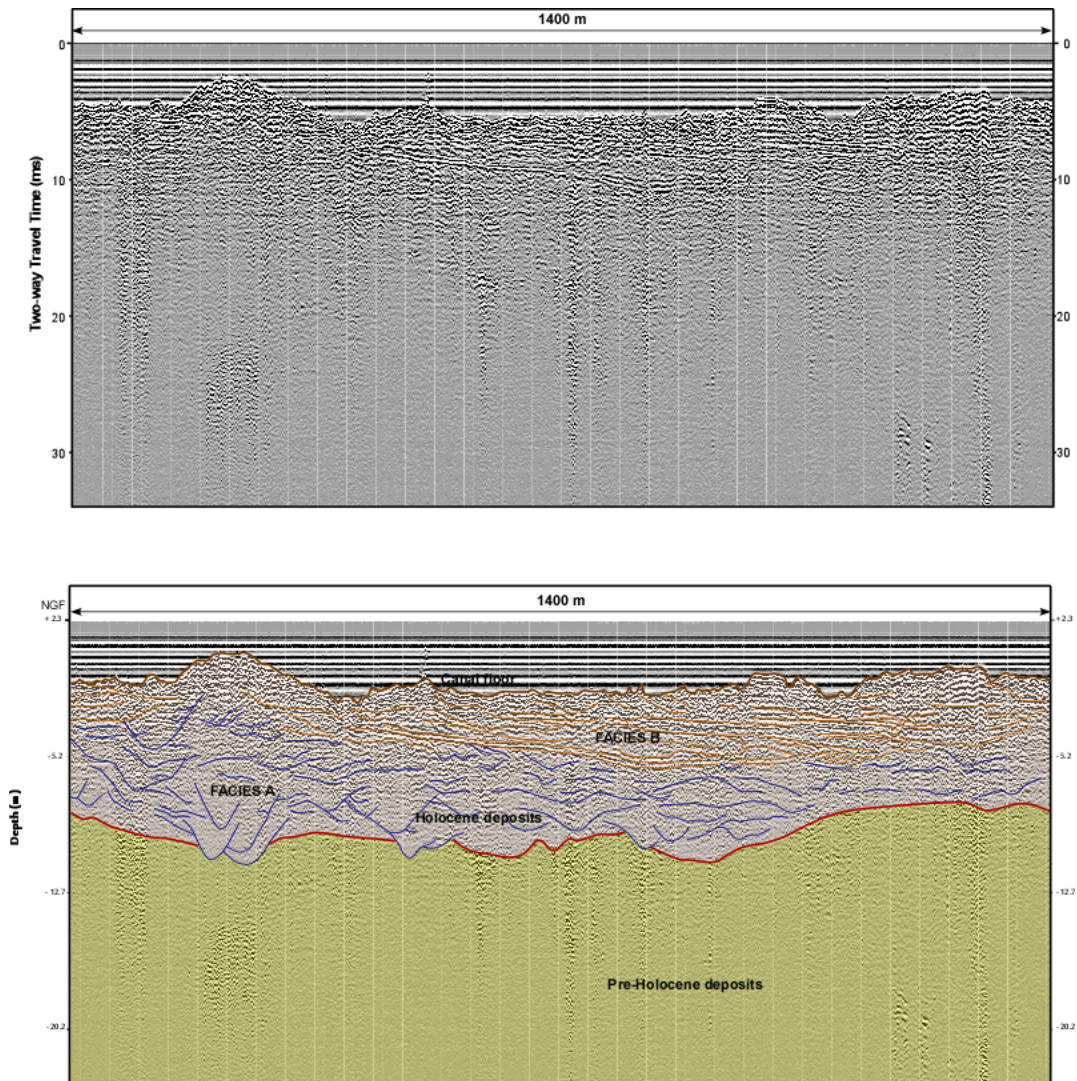 1400 m
0 0
Two-way Travel Time (ms)
10 10
20 20
30 30
1400 m
NGF
+ 2.3 +2.3
Canal floor
FACIES B
-5.2 -5.2
FACIES A
Depth (m)
Holocene deposits
-12.7 -12.7
Pre-Holocene deposits
-20.2 -20.2